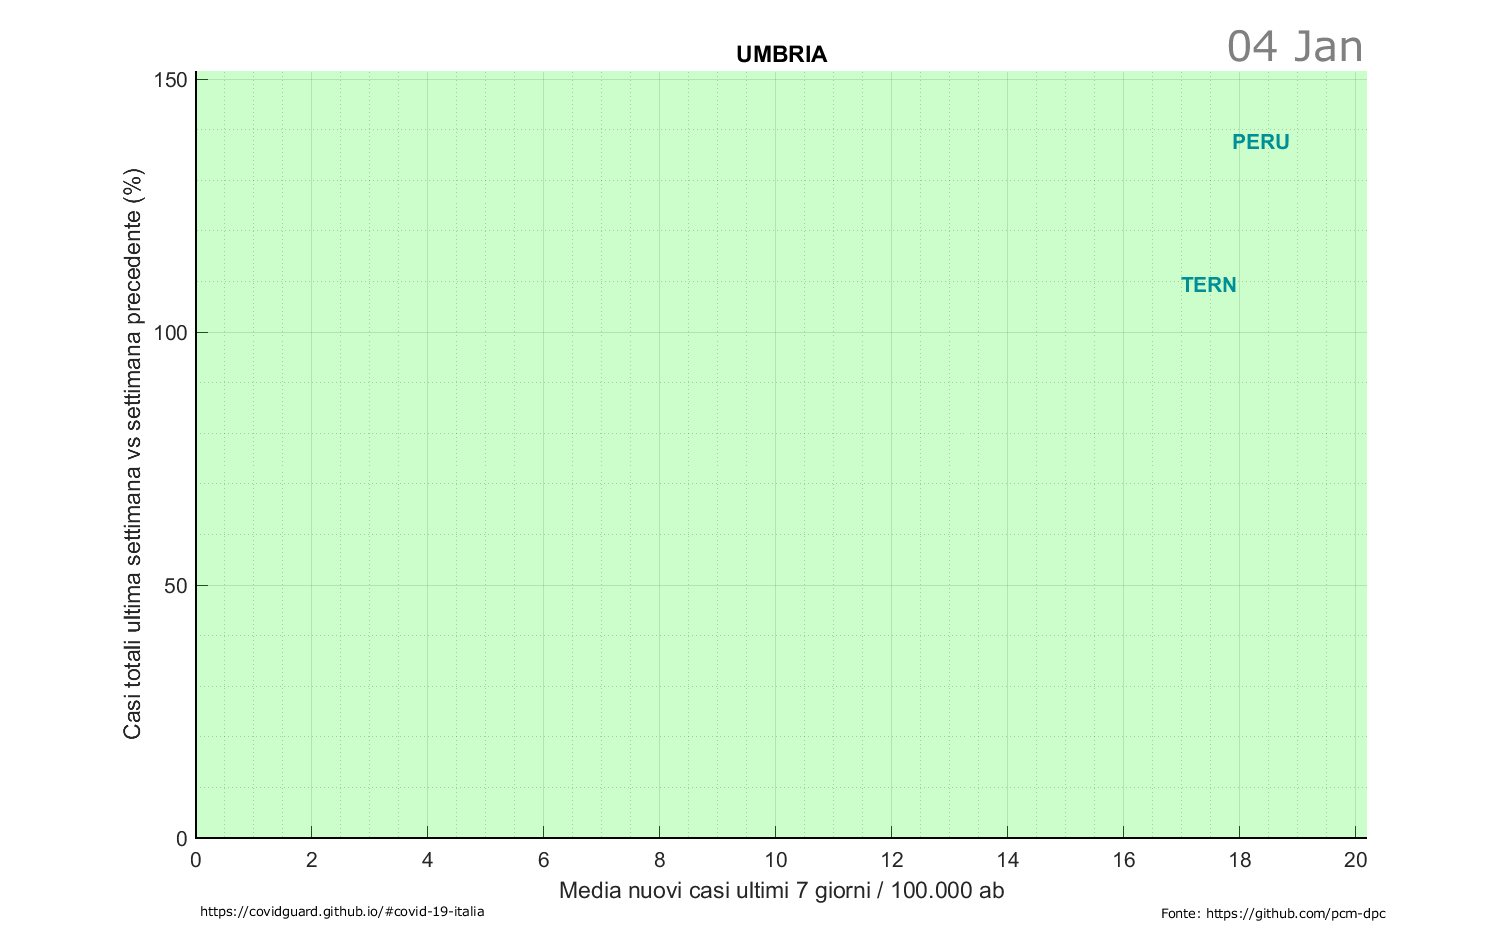 04 Jan
UMBRIA
150
PERU
TERN
100
50
0
Casi totali ultima settimana vs settimana precedente (%)
0 2 4 6 8 10 12 14 16 18 20
Media nuovi casi ultimi 7 giorni / 100.000 ab
https://covidguard.github.io/#covid-19-italia
Fonte: https://github.com/pcm-dpc